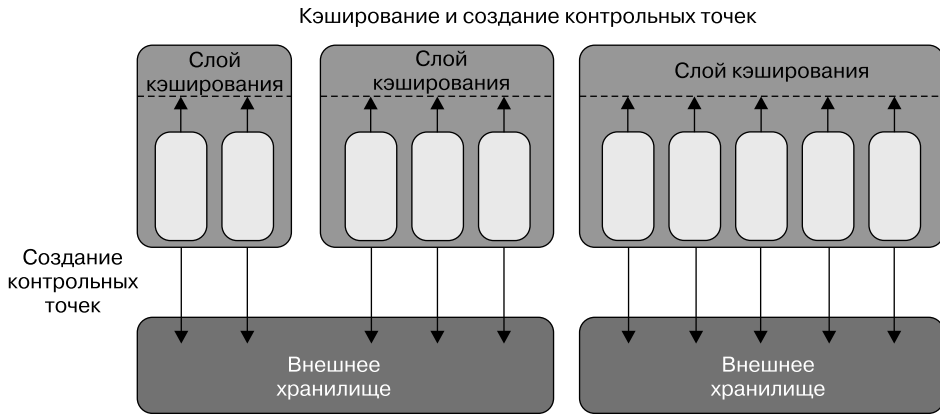 Кэширование и создание контрольных точек
Слой
кэширования
Слой
кэширования
Слой кэширования
Создание
контрольных
точек
Внешнее
хранилище
Внешнее
хранилище